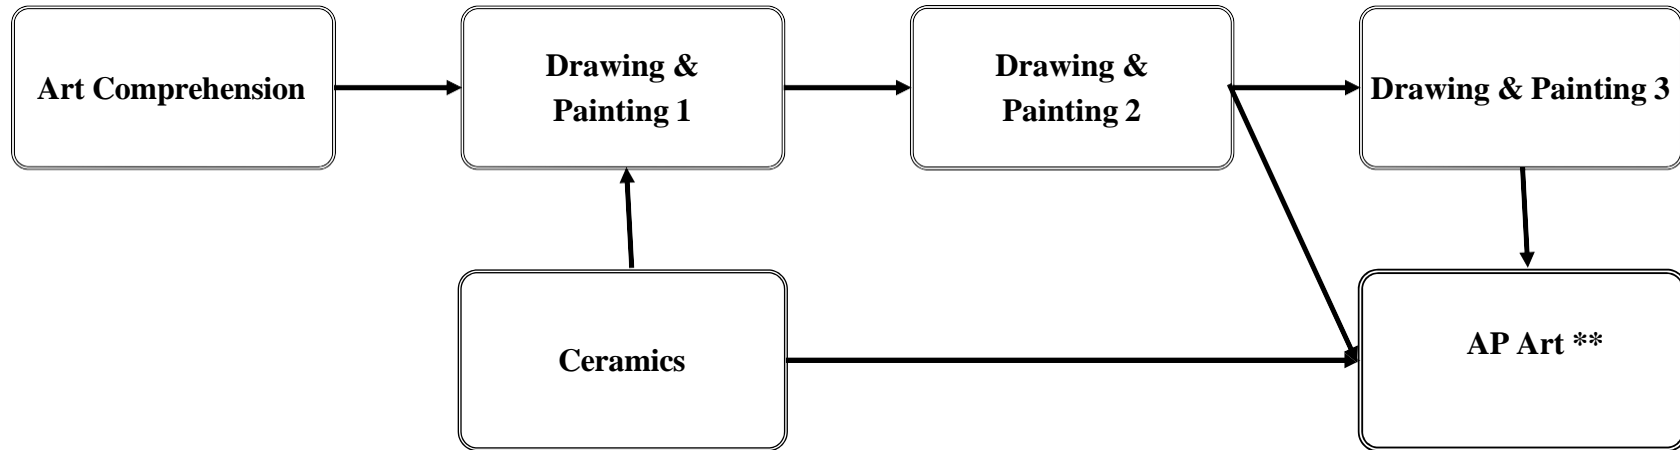 Art Comprehension
Drawing &
Painting 1
Drawing &
Painting 2
Drawing & Painting 3
Ceramics
AP Art **